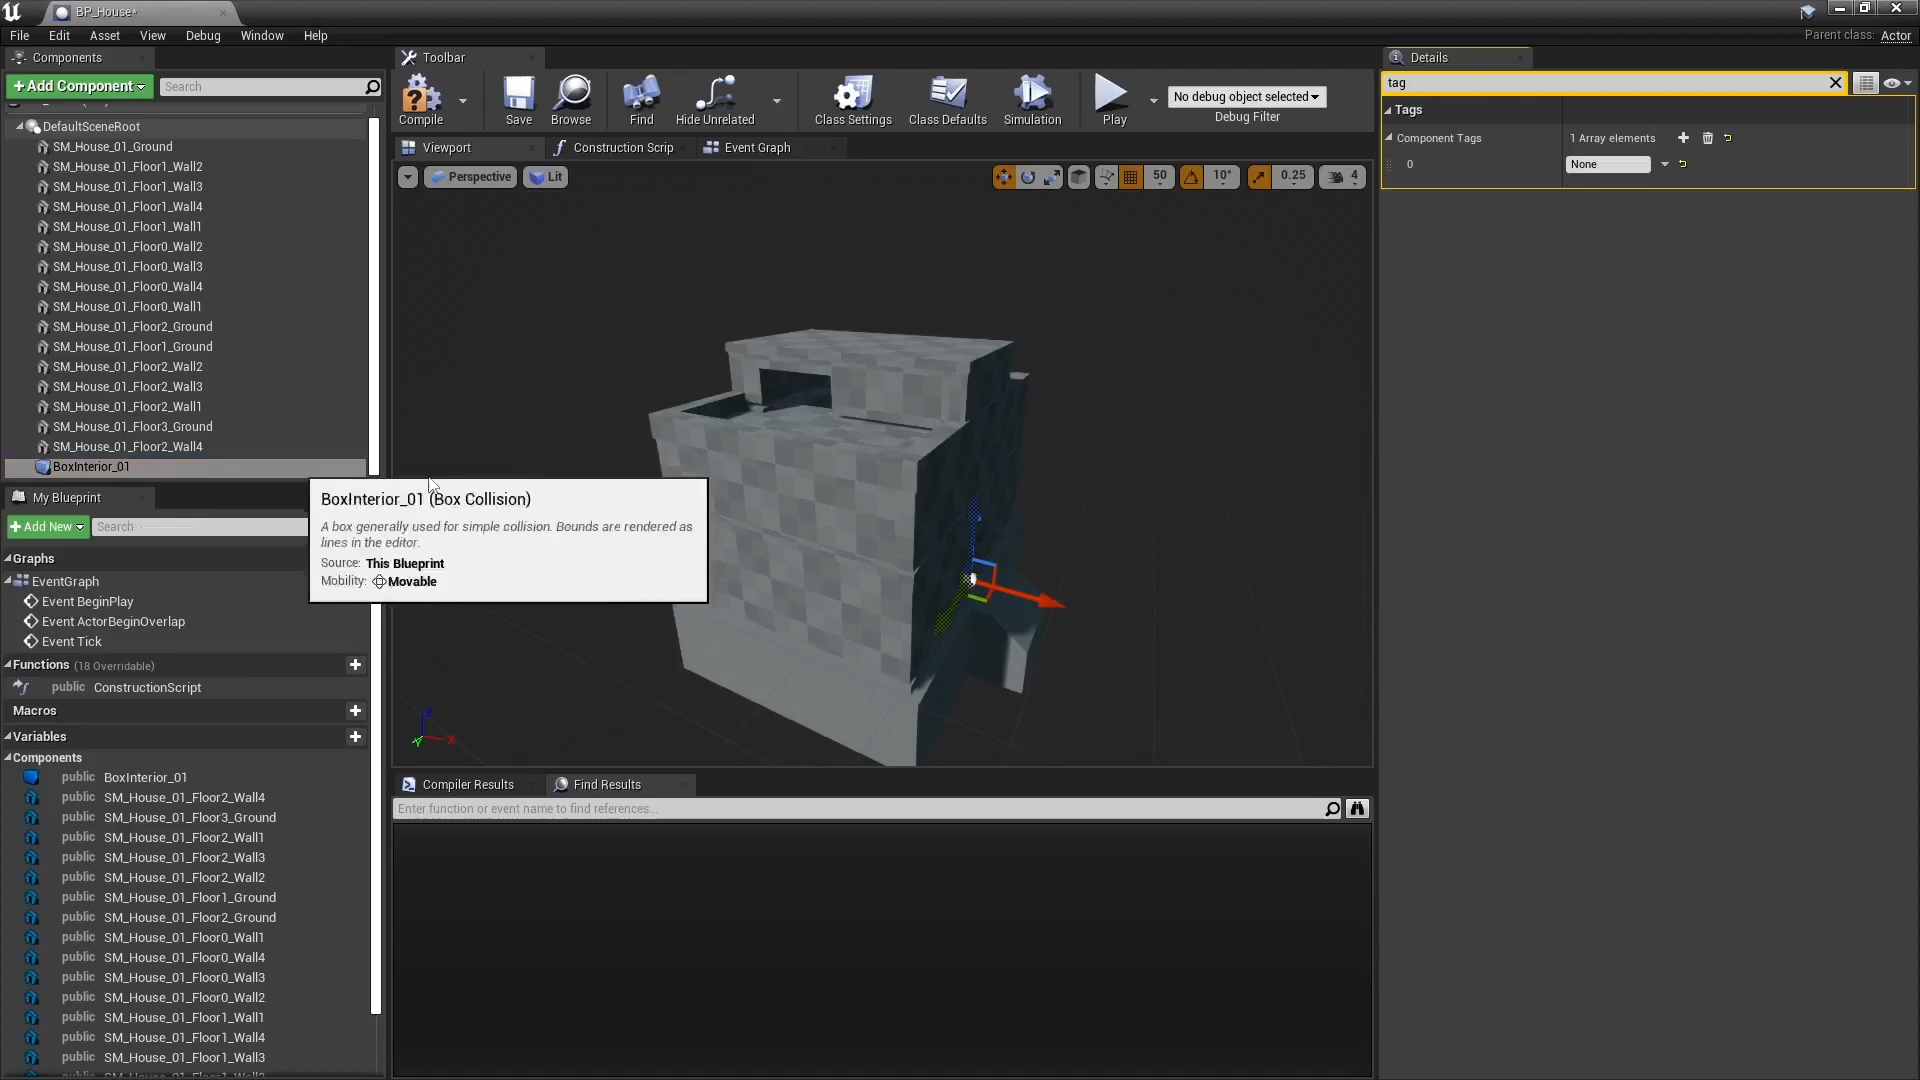 BP_House*
File Edit Asset View Debug Window Help
Parent class: Actor
Components
+Add Component
Search
DefaultSceneRoot
SM_House_01_Ground
SM_House_01_Floor1_Wall2
SM_House_01_Floor1_Wall3
SM_House_01_Floor1_Wall4
SM_House_01_Floor1_Wall1
SM_House_01_Floor0_Wall2
SM_House_01_Floor0_Wall3
SM_House_01_Floor0_Wall4
SM_House_01_Floor0_Wall1
SM_House_01_Floor2_Ground
SM_House_01_Floor1_Ground
SM_House_01_Floor2_Wall2
SM_House_01_Floor2_Wall3
SM_House_01_Floor2_Wall1
SM_House_01_Floor3_Ground
SM_House_01_Floor2_Wall4
BoxInterior_01
My Blueprint
+Add New
Search
Graphs
EventGraph
Event BeginPlay
Event ActorBeginOverlap
Event Tick
Functions (18 Overridable)
public ConstructionScript
Macros
Variables
Components
public BoxInterior_01
public SM_House_01_Floor2_Wall4
public SM_House_01_Floor3_Ground
public SM_House_01_Floor2_Wall1
public SM_House_01_Floor2_Wall3
public SM_House_01_Floor2_Wall2
public SM_House_01_Floor1_Ground
public SM_House_01_Floor2_Ground
public SM_House_01_Floor0_Wall1
public SM_House_01_Floor0_Wall4
public SM_House_01_Floor0_Wall3
public SM_House_01_Floor0_Wall2
public SM_House_01_Floor1_Wall1
public SM_House_01_Floor1_Wall4
public SM_House_01_Floor1_Wall3
Toolbar
Compile
Save
Browse
Find
Hide Unrelated
Class Settings
Class Defaults
Simulation
Play
No debug object selected
Debug Filter
Viewport
Construction Scrip
Event Graph
Perspective
Lit
50
10°
0.25
4
BoxInterior_01 (Box Collision)
A box generally used for simple collision. Bounds are rendered as
lines in the editor.
Source: This Blueprint
Mobility: Movable
Z
X
Y
Compiler Results
Find Results
Enter function or event name to find references...
Details
tag
Tags
Component Tags 1 Array elements
0 None